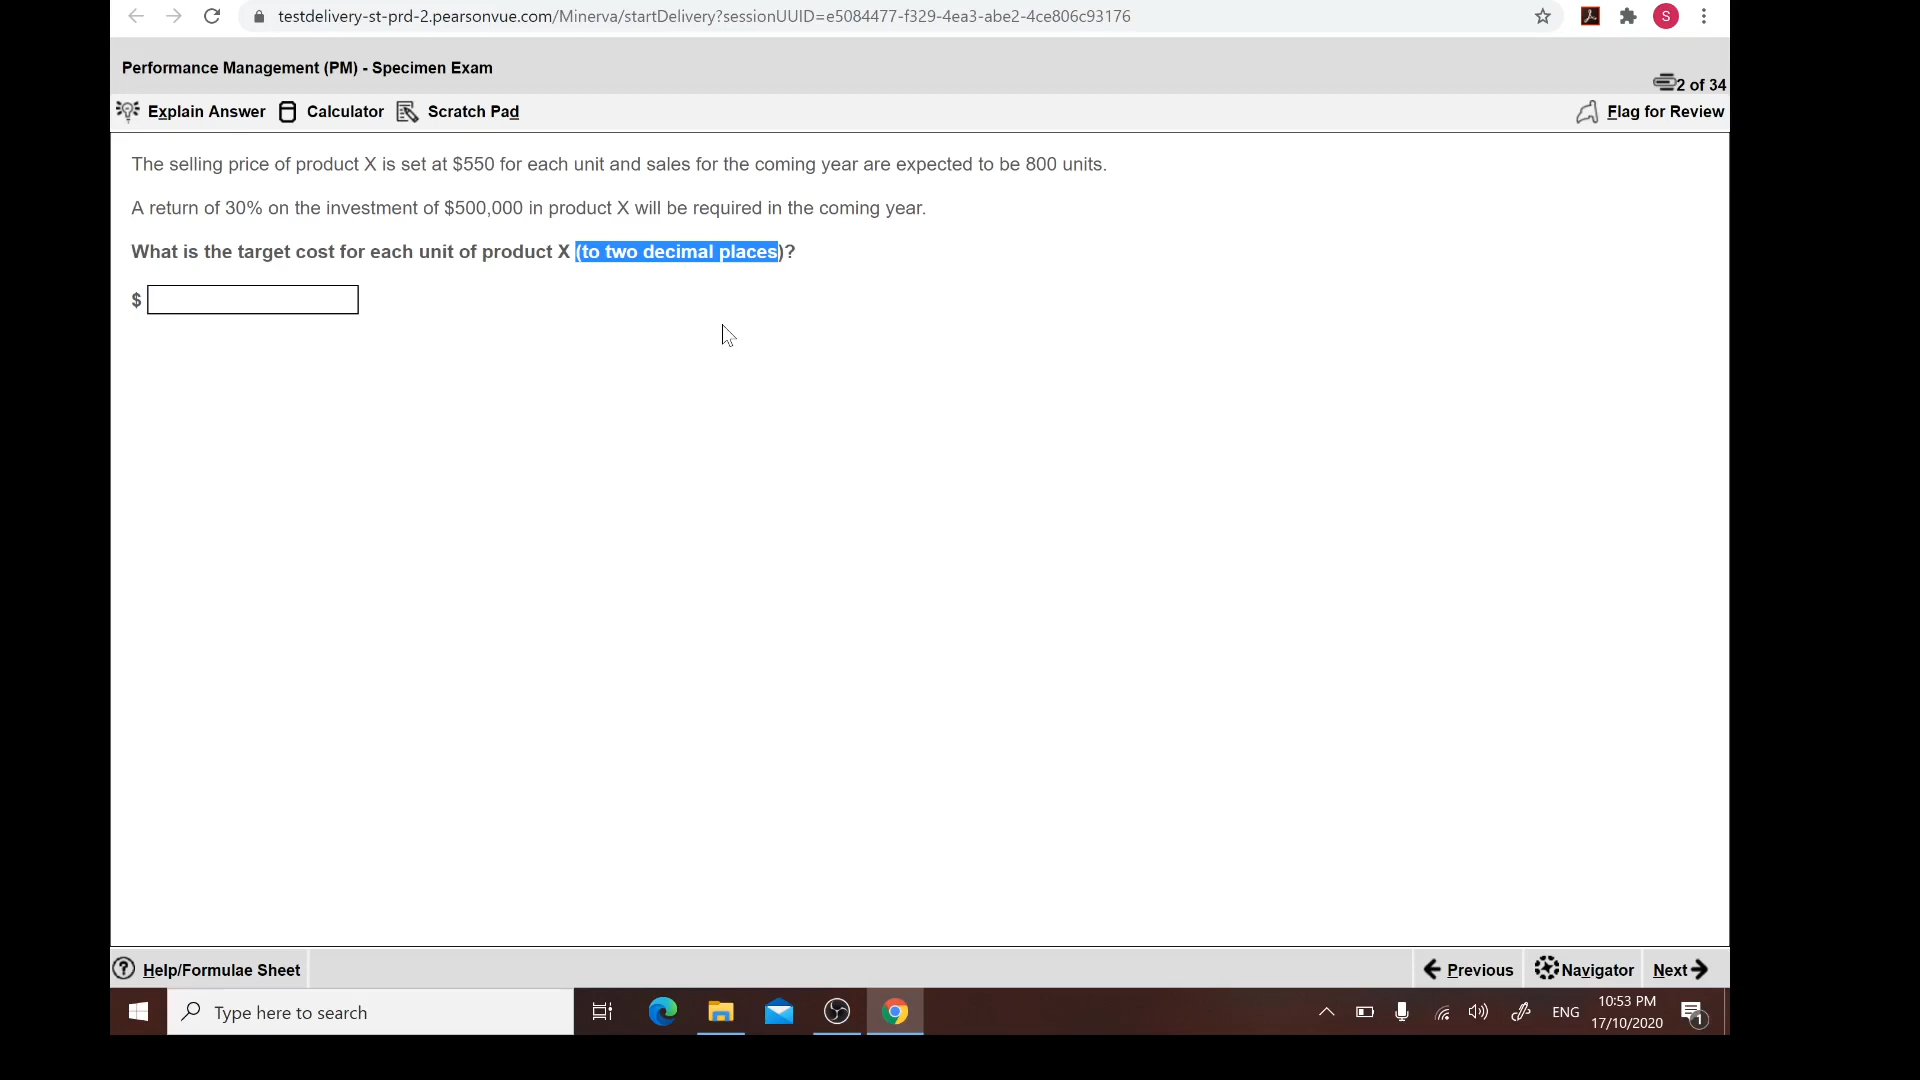 testdelivery-st-prd-2.pearsonvue.com/Minerva/startDelivery?sessionUUID=e5084477-f329-4ea3-abe2-4ce806c93176
S
Performance Management (PM) - Specimen Exam
2 of 34
Explain Answer Calculator Scratch Pad Flag for Review
The selling price of product X is set at $550 for each unit and sales for the coming year are expected to be 800 units.
A return of 30% on the investment of $500,000 in product X will be required in the coming year.
What is the target cost for each unit of product X (to two decimal places)?
$
Help/Formulae Sheet Previous Navigator Next
Type here to search ENG 10:53 PM
17/10/2020 1